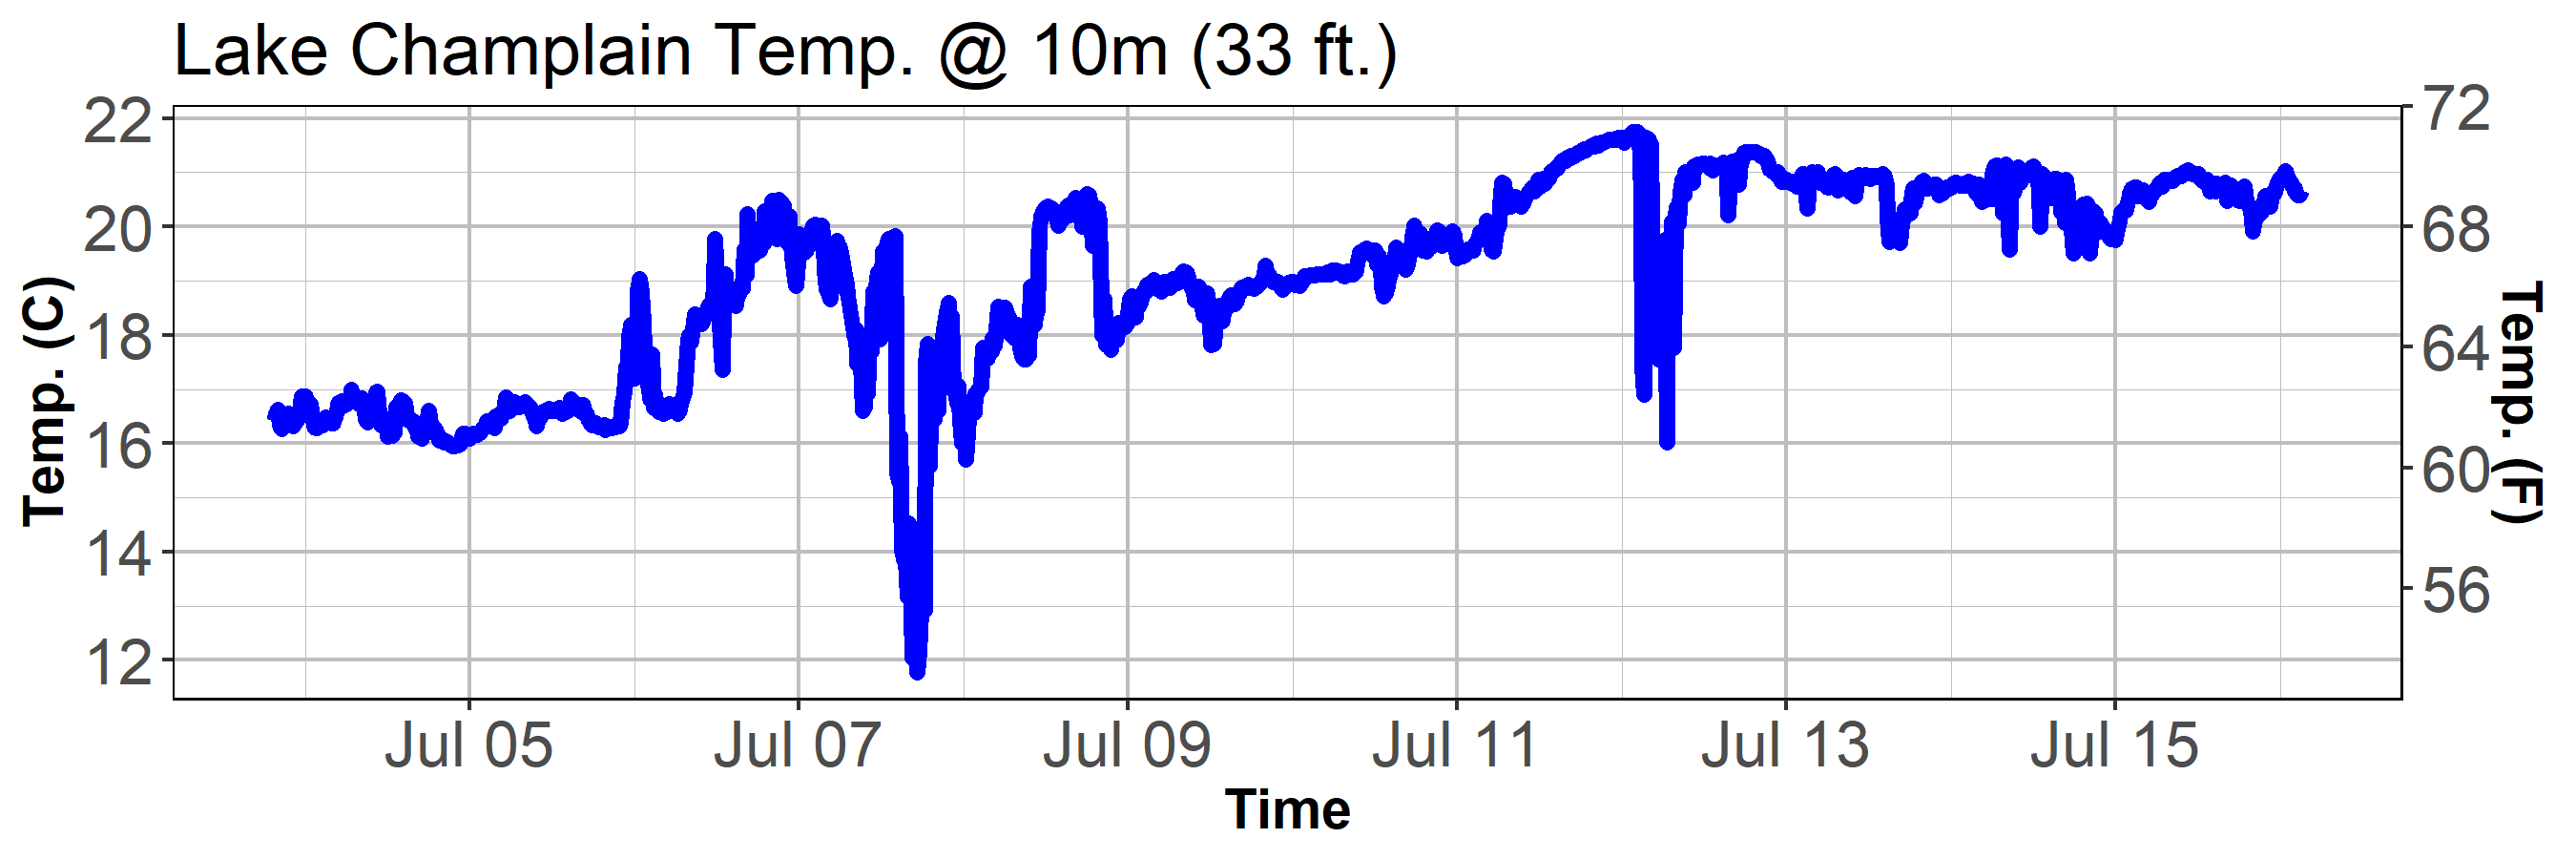 Lake Champlain Temp. @ 10m (33 ft.)
22
20
18
16
14
12
Temp. (C)
72
68
64
60
56
Temp. (F)
Jul 05 Jul 07 Jul 09 Jul 11 Jul 13 Jul 15
Time